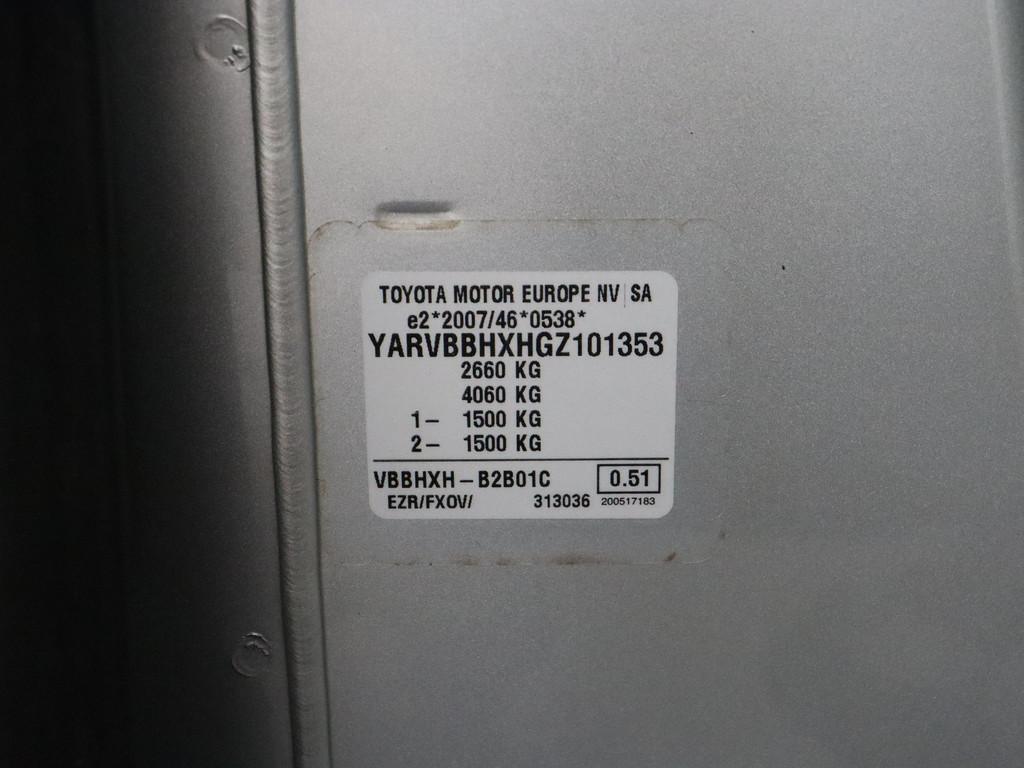 TOYOTA MOTOR EUROPE NV SA
e2*2007/46*0538*
YARVBBHXHGZ101353
2660 KG
4060 KG
1– 1500 KG
2– 1500 KG
VBBHXH–B2B01C 0.51
EZR/FXOV/ 313036 200517183